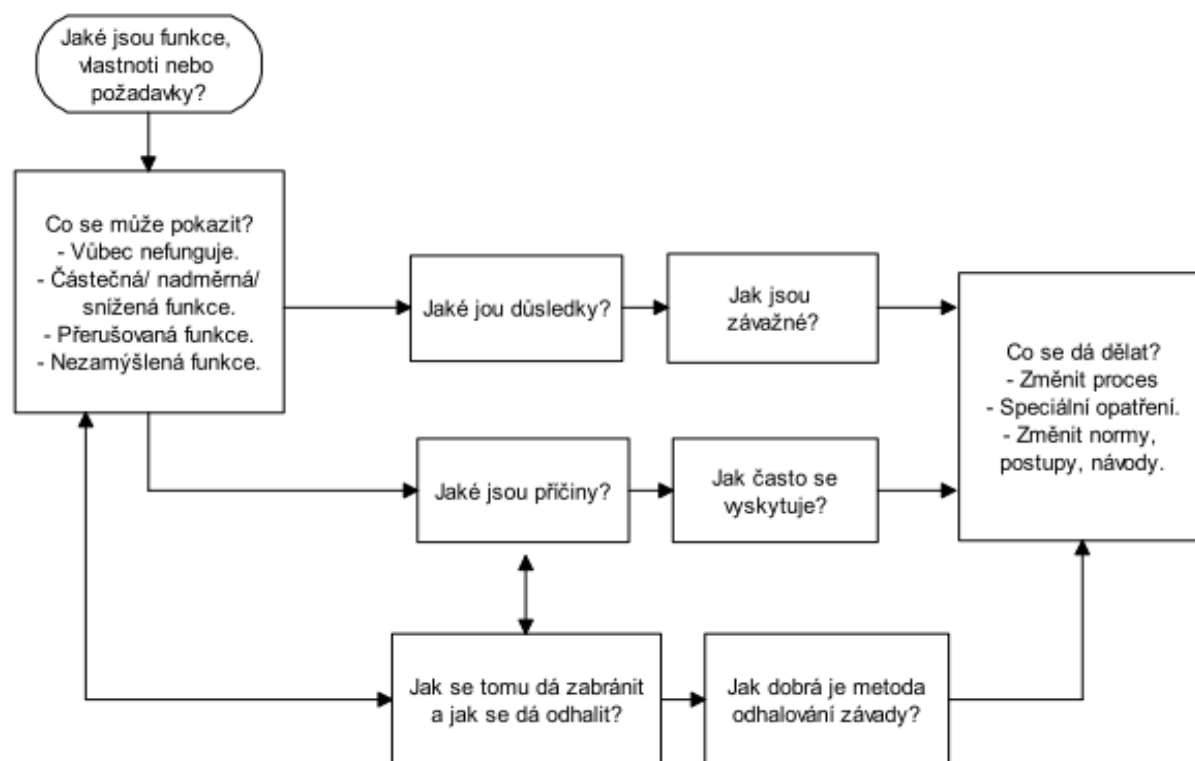 Jaké jsou funkce,
vlastnoti nebo
požadavky?
Co se může pokazit?
- Vůbec nefunguje.
- Částečná/ nadměrná/
snížená funkce.
- Přerušovaná funkce.
- Nezamýšlená funkce.
Jaké jou důsledky?
Jak jsou
závažné?
Co se dá dělat?
- Změnit proces
- Speciální opatření.
- Změnit normy,
postupy, návody.
Jaké jsou příčiny?
Jak často se
vyskytuje?
Jak se tomu dá zabránit
a jak se dá odhalit?
Jak dobrá je metoda
odhalování závady?